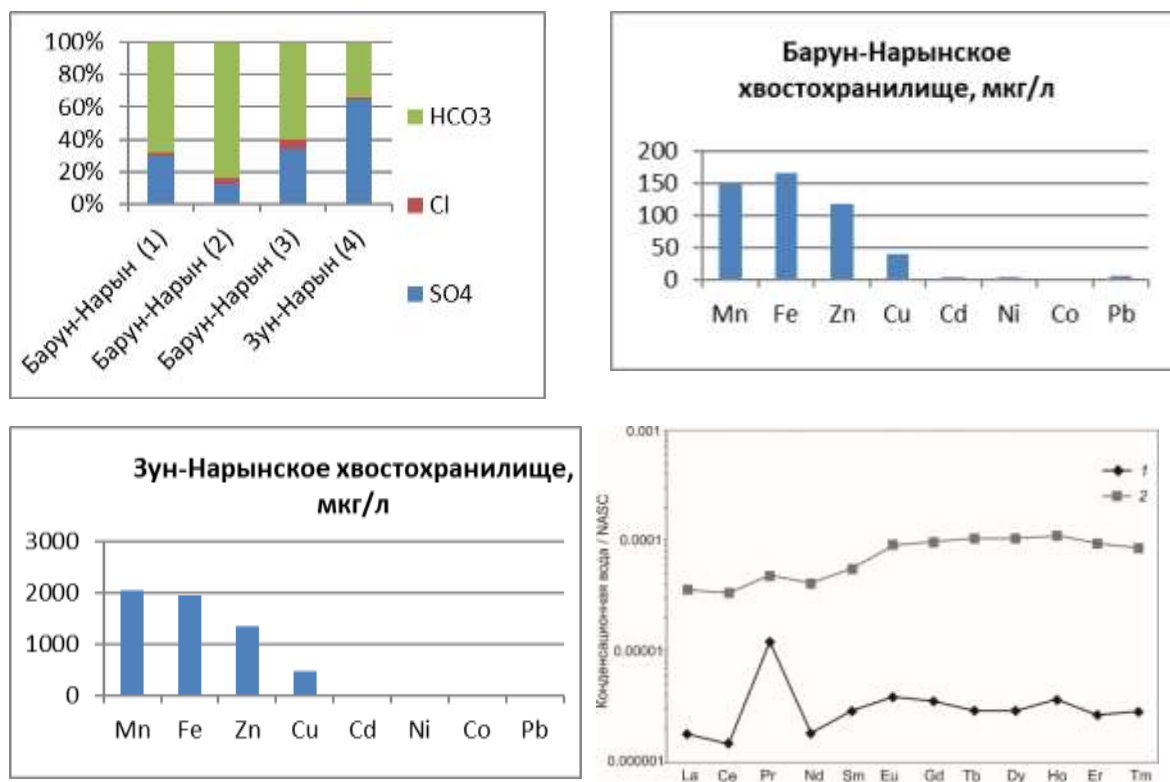 100%
80%
60%
40%
20%
0%
HCO3
Cl
SO4
Барун-Нарын (1)
Барун-Нарын (2)
Барун-Нарын (3)
Зун-Нарын (4)
Барун-Нарынское
хвостохранилище, мкг/л
200
150
100
50
0
Mn Fe Zn Cu Cd Ni Co Pb
Зун-Нарынское хвостохранилище,
мкг/л
3000
2000
1000
0
Mn Fe Zn Cu Cd Ni Co Pb
Конденсационная вода / NASC
0.001
0.0001
0.00001
0.000001
1
2
La Ce Pr Nd Sm Eu Gd Tb Dy Ho Er Tm